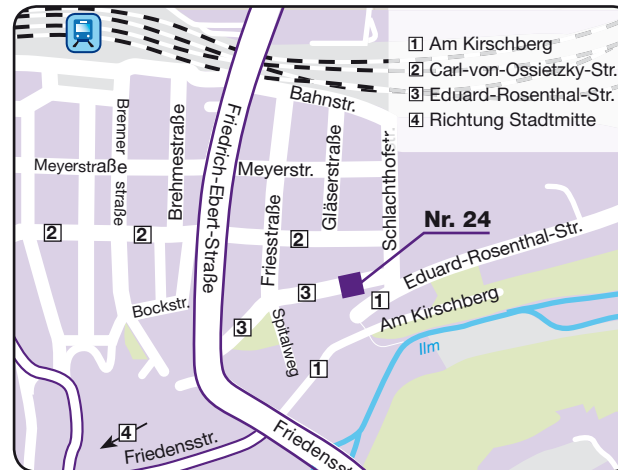 1 Am Kirschberg
2 Carl-von-Ossietzky-Str.
3 Eduard-Rosenthal-Str.
4 Richtung Stadtmitte
Bahnstr.
Brenner
straße
Brehmestraße
Friedrich-Ebert-Straße
Gläserstraße
Schlachthofstr.
Meyerstraße
Meyerstr.
Friesstraße
2
2
2
Nr. 24
Eduard-Rosenthal-Str.
3
1
Bockstr.
3
Spitalweg
Am Kirschberg
Ilm
1
4
Friedensstr.
Friedensst